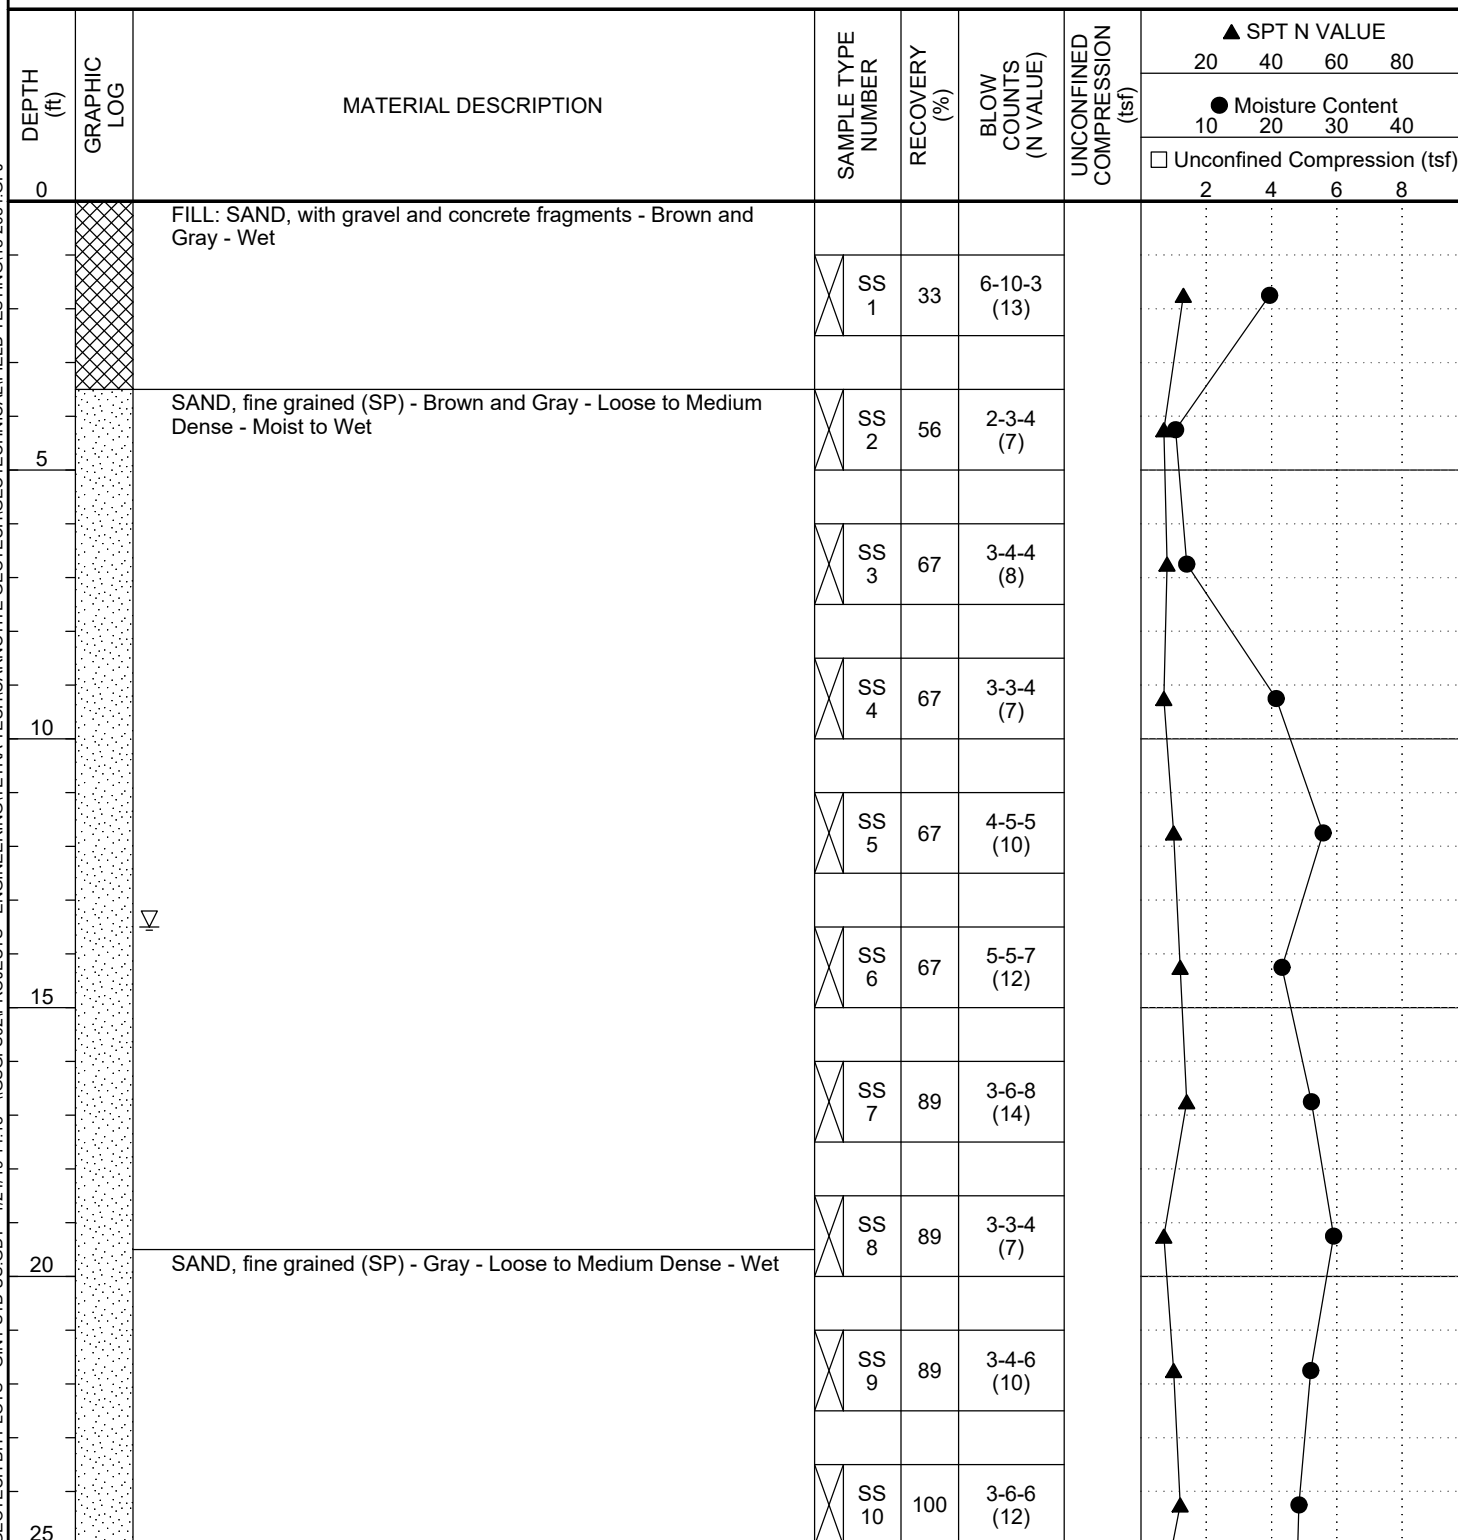 DEPTH
(ft)
GRAPHIC
LOG
MATERIAL DESCRIPTION
SAMPLE TYPE
NUMBER
RECOVERY
(%)
BLOW
COUNTS
(N VALUE)
UNCONFINED
COMPRESSION
(tsf)
▲ SPT N VALUE
20 40 60 80
● Moisture Content
10 20 30 40
□ Unconfined Compression (tsf)
2 4 6 8
0
FILL: SAND, with gravel and concrete fragments - Brown and
Gray - Wet
SS
1
33
6-10-3
(13)
SAND, fine grained (SP) - Brown and Gray - Loose to Medium
Dense - Moist to Wet
SS
2
56
2-3-4
(7)
5
SS
3
67
3-4-4
(8)
SS
4
67
3-3-4
(7)
10
SS
5
67
4-5-5
(10)
SS
6
67
5-5-7
(12)
15
SS
7
89
3-6-8
(14)
SS
8
89
3-3-4
(7)
20
SAND, fine grained (SP) - Gray - Loose to Medium Dense - Wet
SS
9
89
3-4-6
(10)
SS
10
100
3-6-6
(12)
25